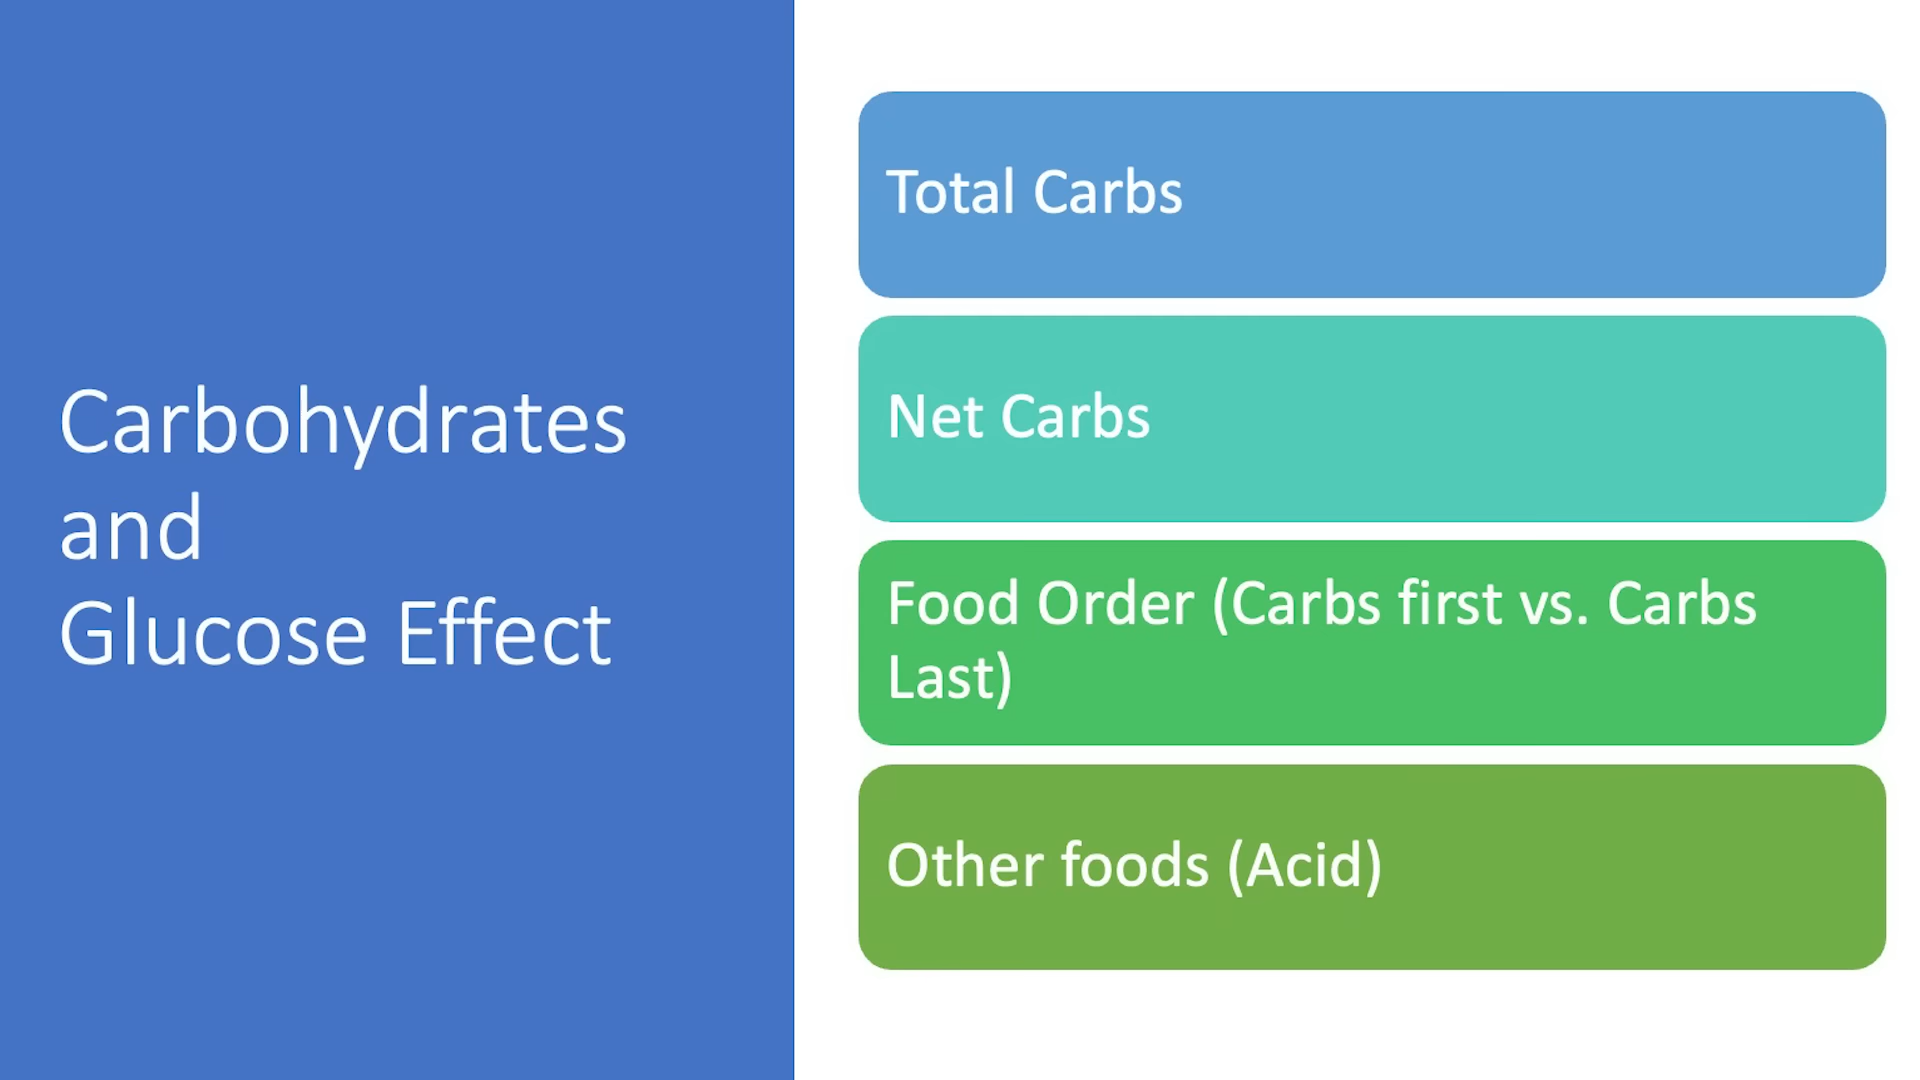 Carbohydrates
and
Glucose Effect
Total Carbs
Net Carbs
Food Order (Carbs first vs. Carbs
Last)
Other foods (Acid)